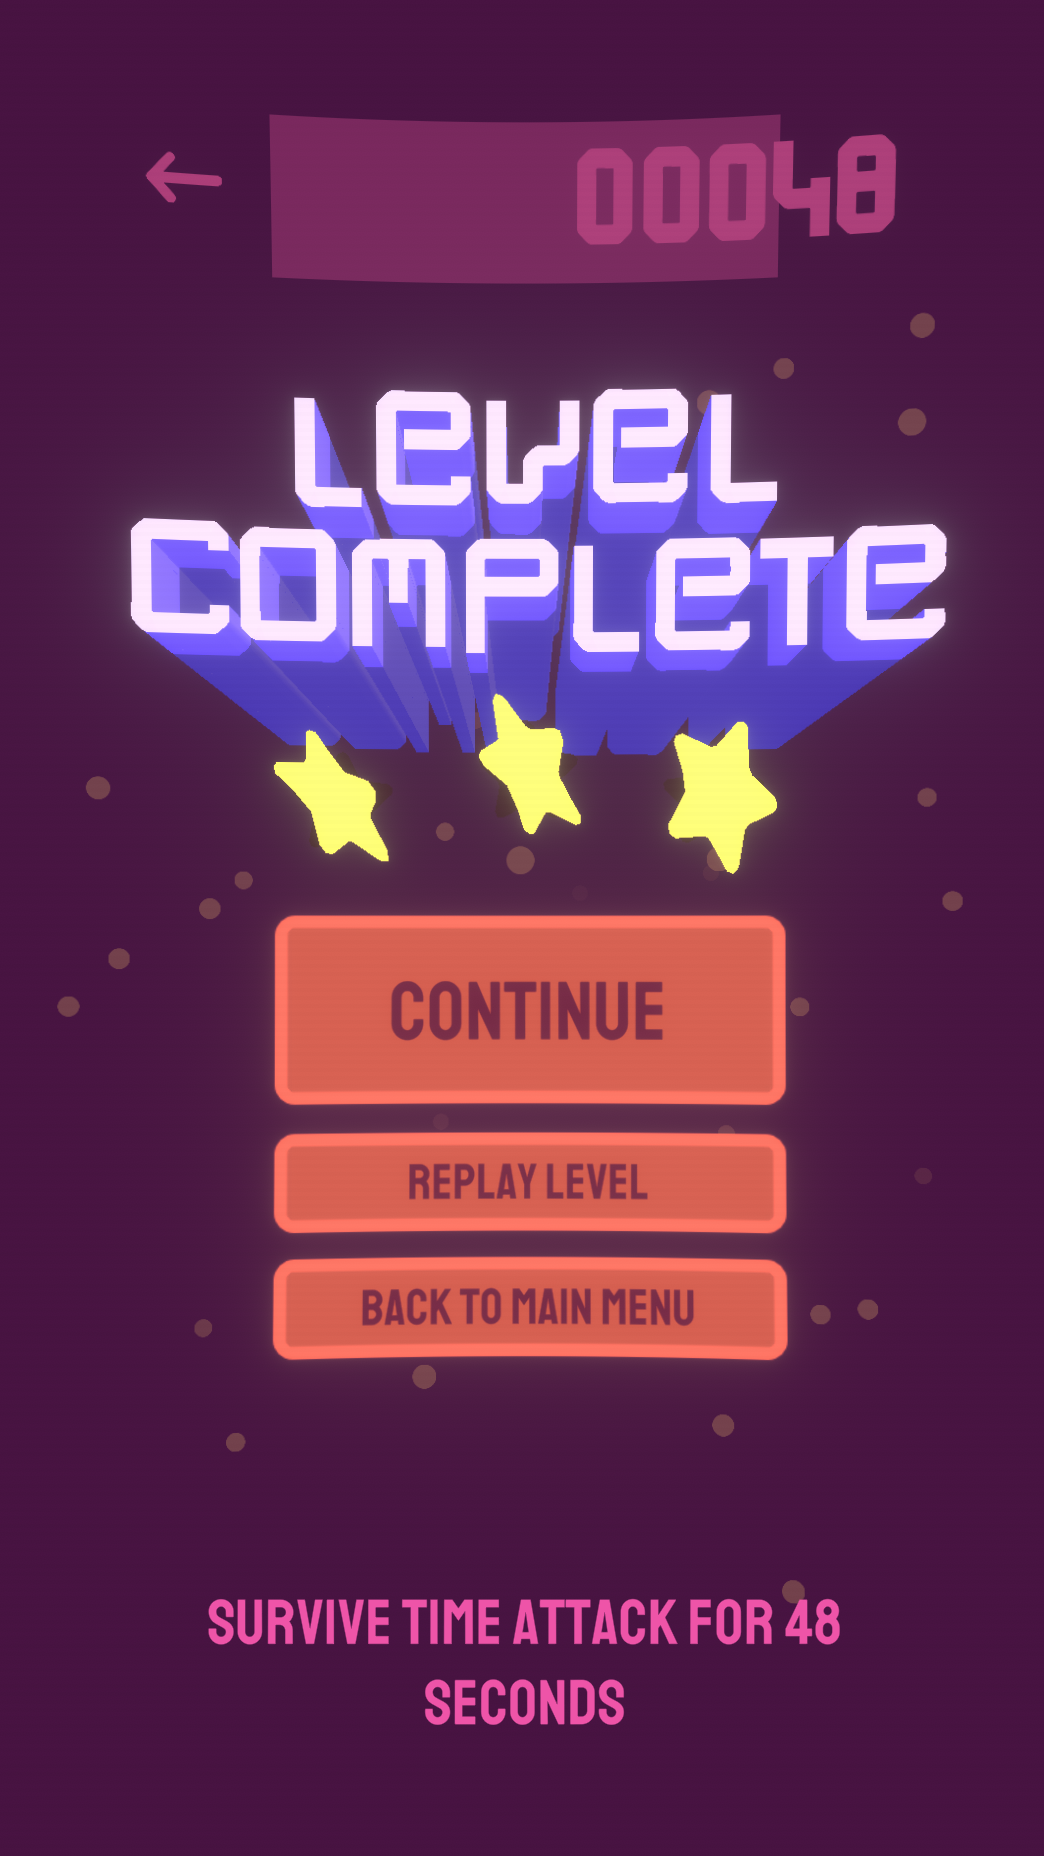 00048
LEVEL
COMPLETE
CONTINUE
REPLAY LEVEL
BACK TO MAIN MENU
SURVIVE TIME ATTACK FOR 48
SECONDS